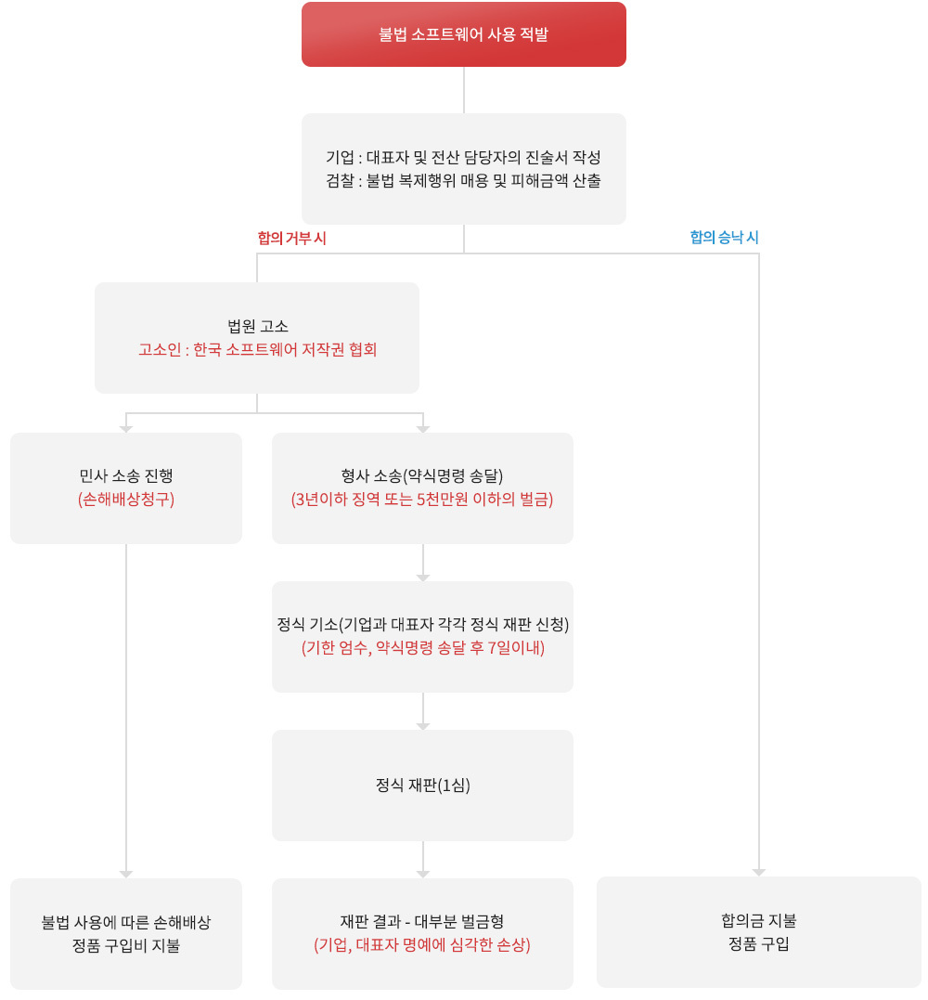 불법 소프트웨어 사용 적발
기업 : 대표자 및 전산 담당자의 진술서 작성
검찰 : 불법 복제행위 매용 및 피해금액 산출
합의 거부 시
합의 승낙 시
법원 고소
고소인 : 한국 소프트웨어 저작권 협회
민사 소송 진행
(손해배상청구)
형사 소송(약식명령 송달)
(3년이하 징역 또는 5천만원 이하의 벌금)
정식 기소(기업과 대표자 각각 정식 재판 신청)
(기한 엄수, 약식명령 송달 후 7일이내)
정식 재판(1심)
불법 사용에 따른 손해배상
정품 구입비 지불
재판 결과 - 대부분 벌금형
(기업, 대표자 명예에 심각한 손상)
합의금 지불
정품 구입